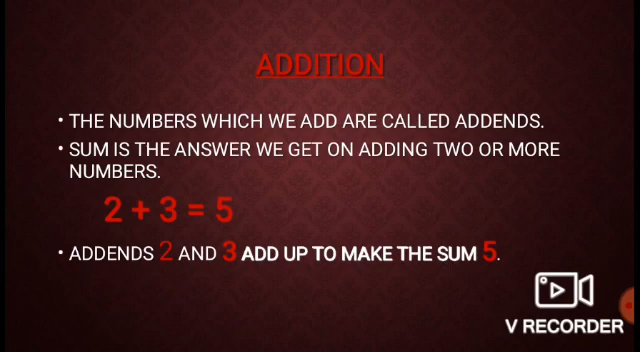 ADDITION
• THE NUMBERS WHICH WE ADD ARE CALLED ADDENDS.
• SUM IS THE ANSWER WE GET ON ADDING TWO OR MORE
NUMBERS.
2 + 3 = 5
• ADDENDS 2 AND 3 ADD UP TO MAKE THE SUM 5.
V RECORDER